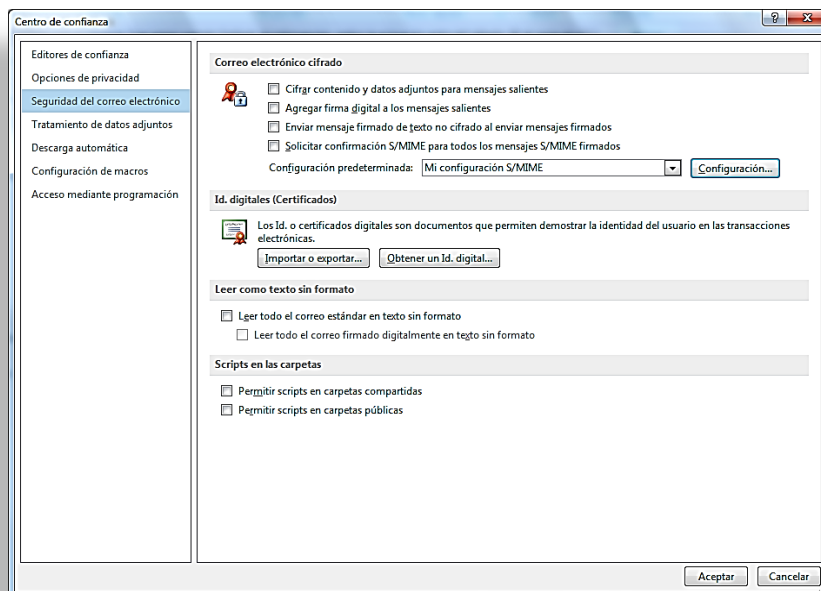 Centro de confianza
Editores de confianza
Opciones de privacidad
Seguridad del correo electrónico
Tratamiento de datos adjuntos
Descarga automática
Configuración de macros
Acceso mediante programación
Correo electrónico cifrado
Cifrar contenido y datos adjuntos para mensajes salientes
Agregar firma digital a los mensajes salientes
Enviar mensaje firmado de texto no cifrado al enviar mensajes firmados
Solicitar confirmación S/MIME para todos los mensajes S/MIME firmados
Configuración predeterminada: Mi configuración S/MIME Configuración...
Id. digitales (Certificados)
Los Id. o certificados digitales son documentos que permiten demostrar la identidad del usuario en las transacciones
electrónicas.
Importar o exportar... Obtener un Id. digital...
Leer como texto sin formato
Leer todo el correo estándar en texto sin formato
Leer todo el correo firmado digitalmente en texto sin formato
Scripts en las carpetas
Permitir scripts en carpetas compartidas
Permitir scripts en carpetas públicas
Aceptar Cancelar